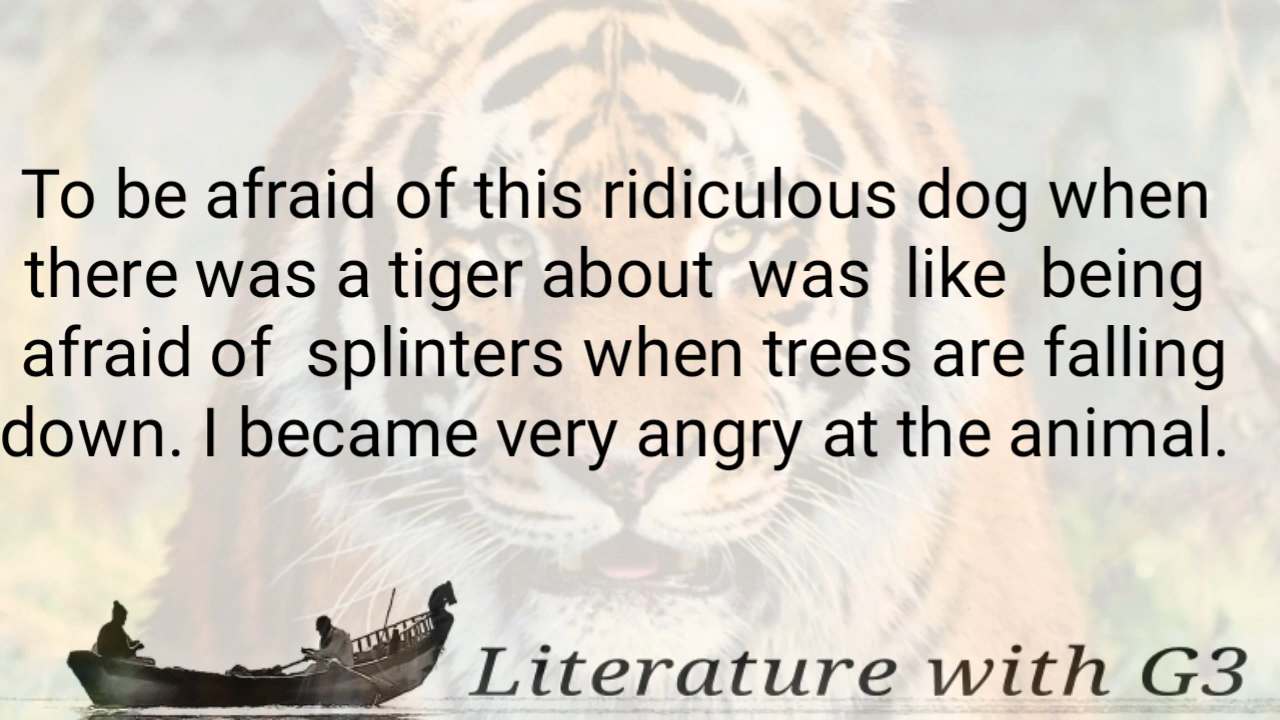 To be afraid of this ridiculous dog when
there was a tiger about was like being
afraid of splinters when trees are falling
down. I became very angry at the animal.
Literature with G3